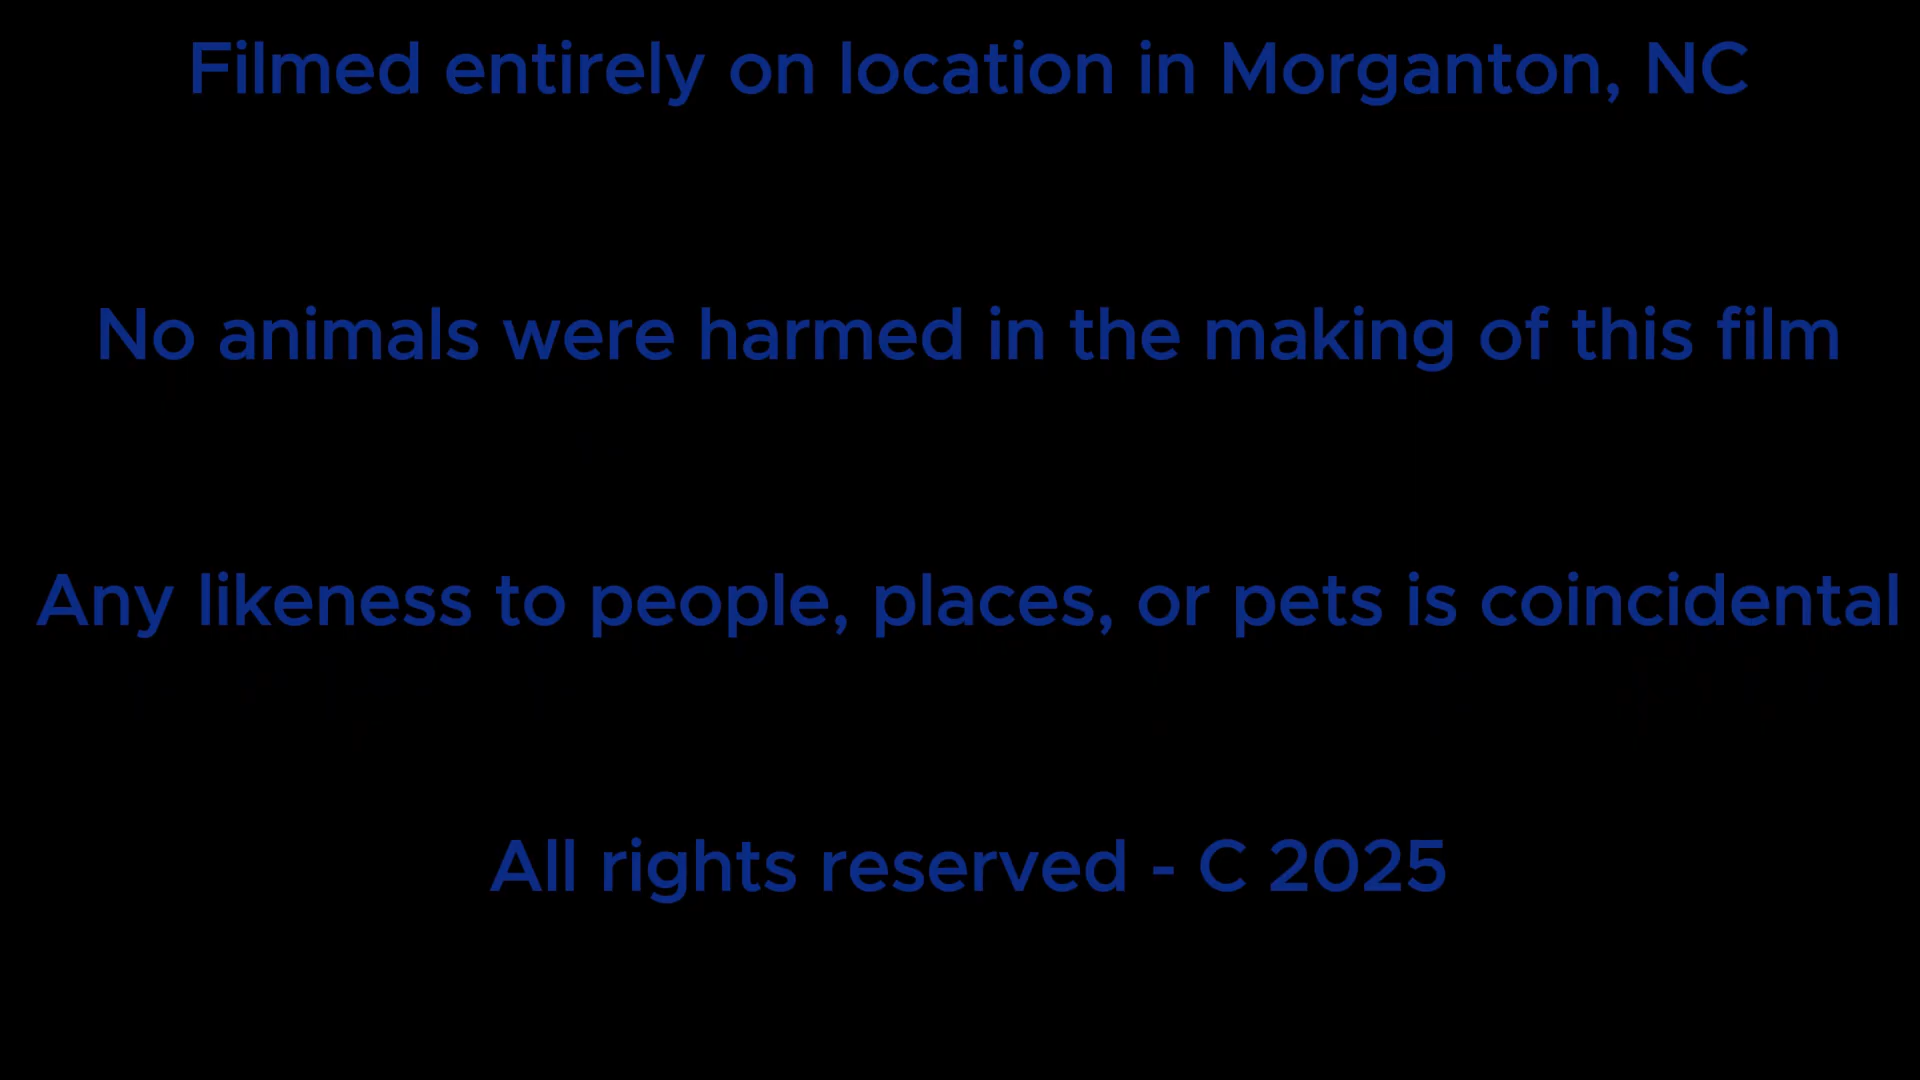 Filmed entirely on location in Morganton, NC
No animals were harmed in the making of this film
Any likeness to people, places, or pets is coincidental
All rights reserved - C 2025